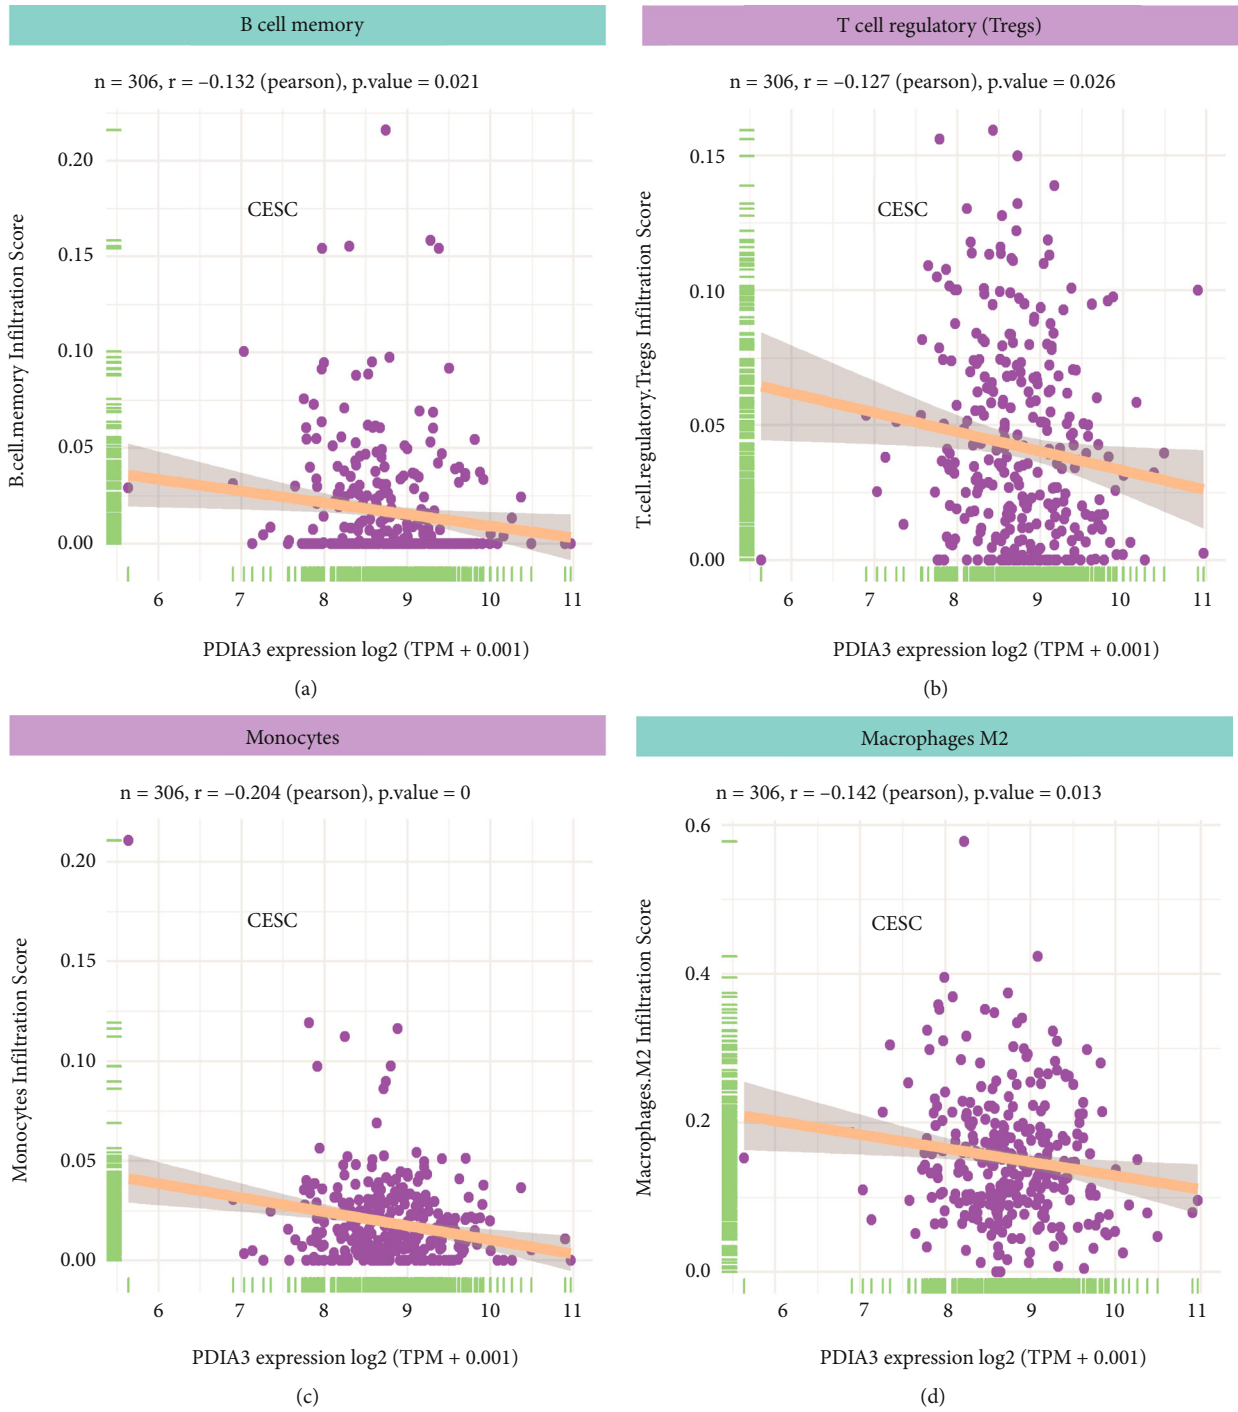 B cell memory
n = 306, r = –0.132 (pearson), p.value = 0.021
B.cell.memory Infiltration Score
0.20
0.15
0.10
0.05
0.00
CESC
6 7 8 9 10 11
PDIA3 expression log2 (TPM + 0.001)
(a)
T cell regulatory (Tregs)
n = 306, r = –0.127 (pearson), p.value = 0.026
T.cell.regulatory.Tregs Infiltration Score
0.15
0.10
0.05
0.00
CESC
6 7 8 9 10 11
PDIA3 expression log2 (TPM + 0.001)
(b)
Monocytes
n = 306, r = –0.204 (pearson), p.value = 0
Monocytes Infiltration Score
0.20
0.15
0.10
0.05
0.00
CESC
6 7 8 9 10 11
PDIA3 expression log2 (TPM + 0.001)
(c)
Macrophages M2
n = 306, r = –0.142 (pearson), p.value = 0.013
Macrophages.M2 Infiltration Score
0.6
0.4
0.2
0.0
CESC
6 7 8 9 10 11
PDIA3 expression log2 (TPM + 0.001)
(d)